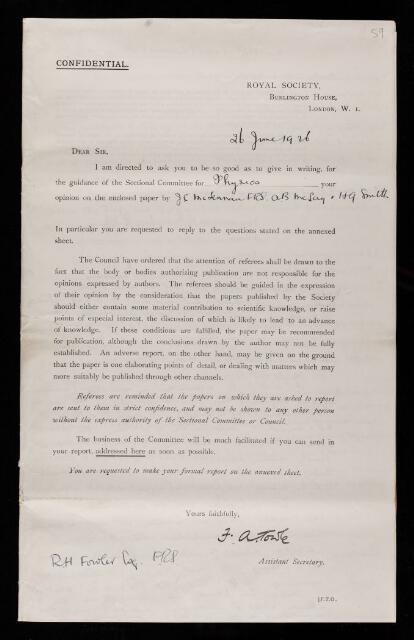 59
CONFIDENTIAL.
ROYAL SOCIETY,
BURLINGTON HOUSE,
LONDON, W. 1.
26 June 1926
DEAR SIR,
I am directed to ask you to be so good as to give in writing, for
the guidance of the Sectional Committee for Physics your
opinion on the enclosed paper by J C McLennan FRS. A B McLay & H G Smith
In particular you are requested to reply to the questions stated on the annexed
sheet.
The Council have ordered that the attention of referees shall be drawn to the
fact that the body or bodies authorizing publication are not responsible for the
opinions expressed by authors. The referees should be guided in the expression
of their opinion by the consideration that the papers published by the Society
should either contain some material contribution to scientific knowledge, or raise
points of especial interest, the discussion of which is likely to lead to an advance
of knowledge. If these conditions are fulfilled, the paper may be recommended
for publication, although the conclusions drawn by the author may not be fully
established. An adverse report, on the other hand, may be given on the ground
that the paper is one elaborating points of detail, or dealing with matters which may
more suitably be published through other channels.
Referees are reminded that the papers on which they are asked to report
are sent to them in strict confidence, and may not be shown to any other person
without the express authority of the Sectional Committee or Council.
The business of the Committee will be much facilitated if you can send in
your report, addressed here as soon as possible.
You are requested to make your formal report on the annexed sheet.
Yours faithfully,
F. A. Towle
Assistant Secretary.
R H Fowler Esq. FRS
[P.T.O.